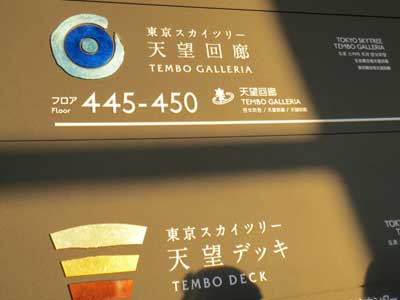 東京スカイツリー
天望回廊
TEMBO GALLERIA
TOKYO SKYTREE
TEMBO GALLERIA
フロア
Floor
445-450
天望回廊
TEMBO GALLERIA
東京スカイツリー
天望デッキ
TEMBO DECK